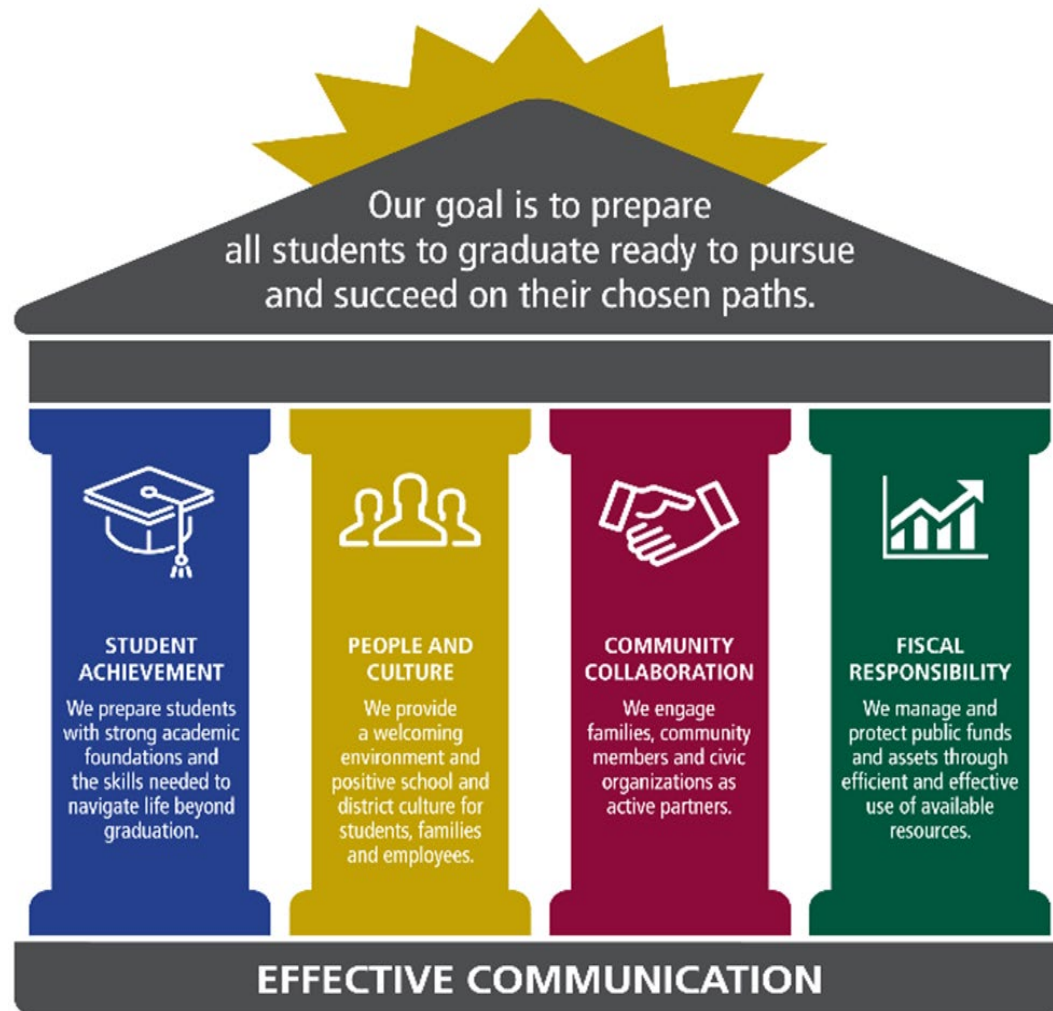 Our goal is to prepare
all students to graduate ready to pursue
and succeed on their chosen paths.
STUDENT
ACHIEVEMENT
We prepare students
with strong academic
foundations and
the skills needed to
navigate life beyond
graduation.
PEOPLE AND
CULTURE
We provide
a welcoming
environment and
positive school and
district culture for
students, families
and employees.
COMMUNITY
COLLABORATION
We engage
families, community
members and civic
organizations as
active partners.
FISCAL
RESPONSIBILITY
We manage and
protect public funds
and assets through
efficient and effective
use of available
resources.
EFFECTIVE COMMUNICATION